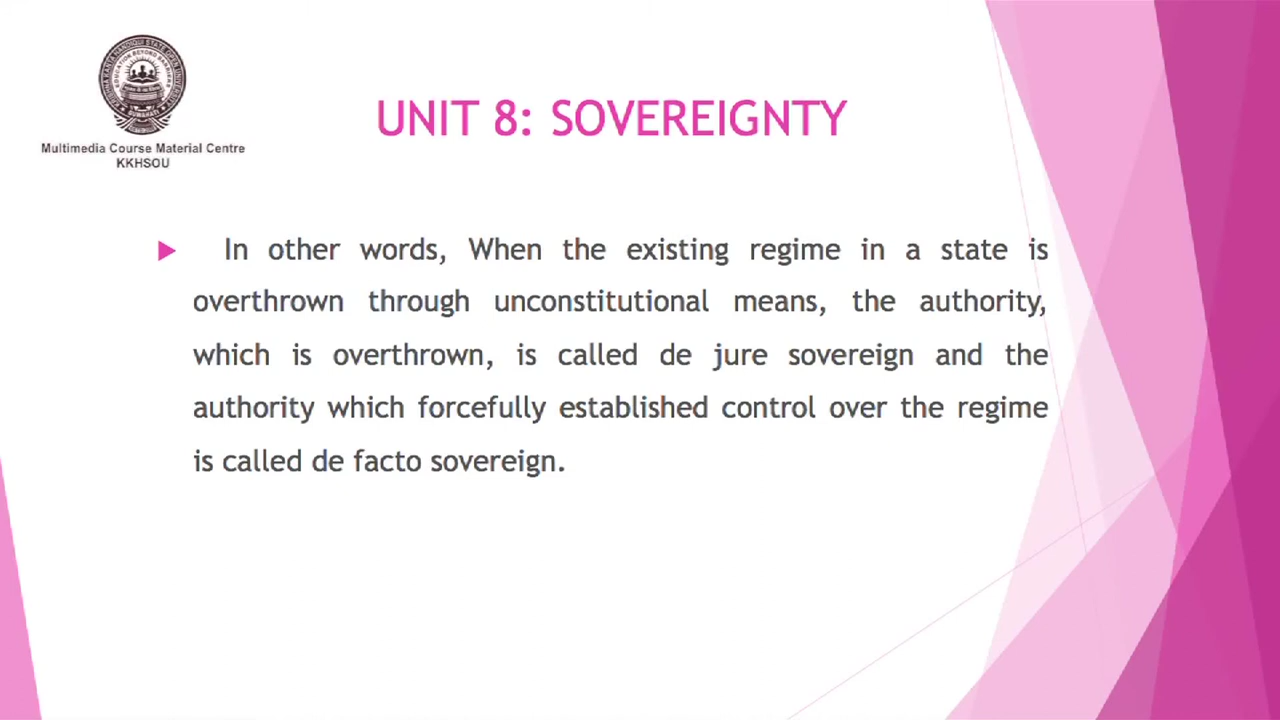 UNIT 8: SOVEREIGNTY
Multimedia Course Material Centre
KKHSOU
In other words, When the existing regime in a state is
overthrown through unconstitutional means, the authority,
which is overthrown, is called de jure sovereign and the
authority which forcefully established control over the regime
is called de facto sovereign.